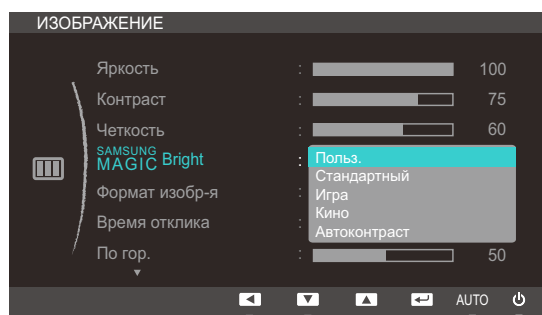 ИЗОБРАЖЕНИЕ
Яркость : 100
Контраст : 75
Четкость : 60
SAMSUNG
MAGIC Bright :
Польз.
Стандартный
Игра
Кино
Автоконтраст
Формат изобр-я :
Время отклика :
По гор. : 50
AUTO